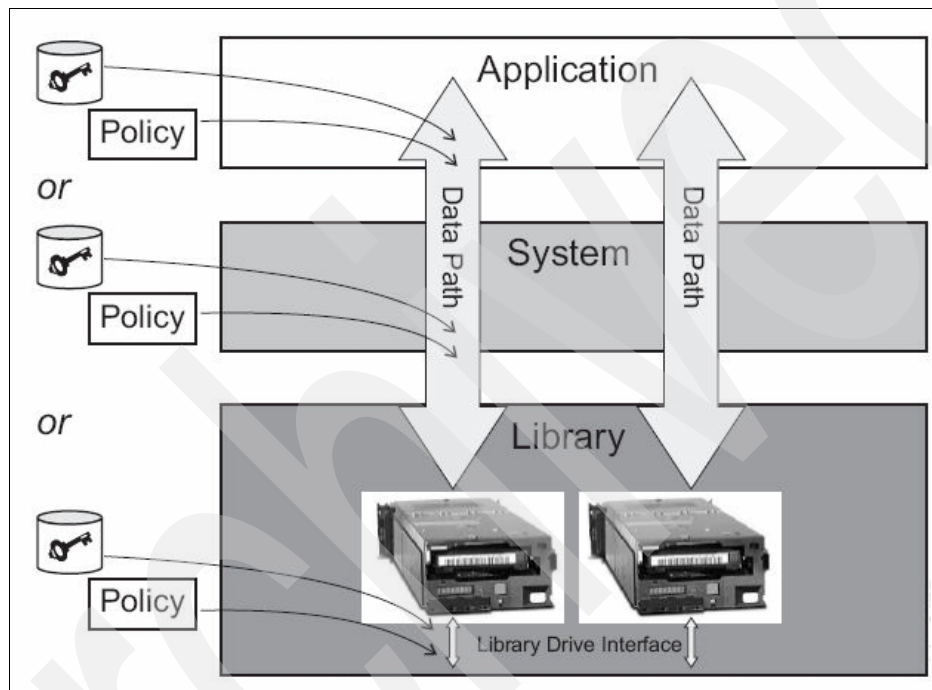 Application
Policy
or
Data Path
Data Path
System
Policy
or
Library
Policy
Library Drive Interface